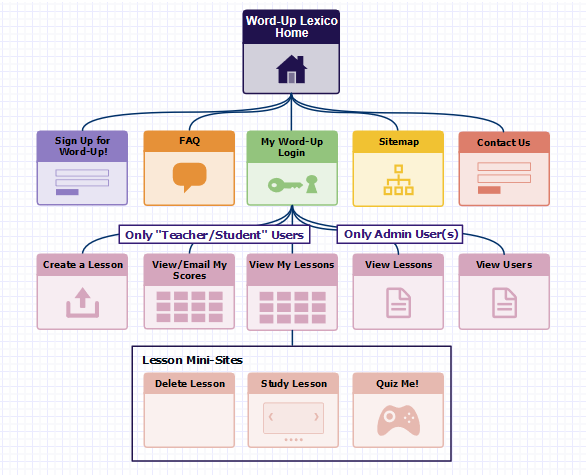 Word-Up Lexico
Home
Sign Up for
Word-Up!
FAQ
My Word-Up
Login
Sitemap
Contact Us
Only "Teacher/Student" Users
Only Admin User(s)
Create a Lesson
View/Email My
Scores
View My Lessons
View Lessons
View Users
Lesson Mini-Sites
Delete Lesson
Study Lesson
Quiz Me!